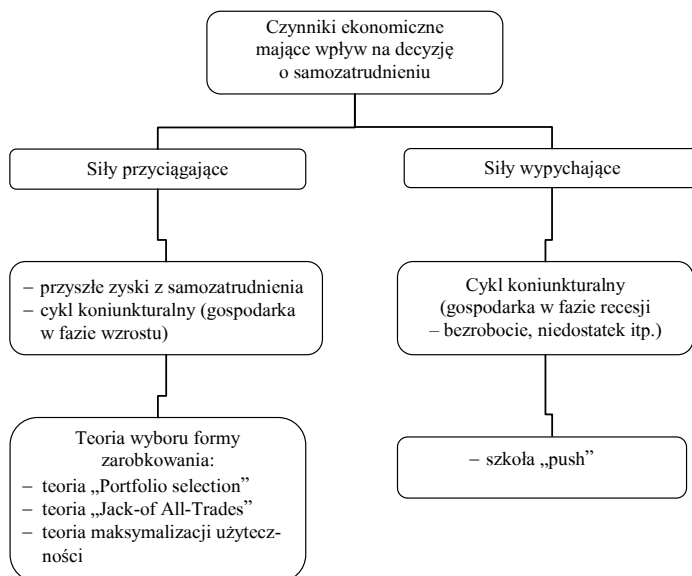 Czynniki ekonomiczne
mające wpływ na decyzję
o samozatrudnieniu
Siły przyciągające
Siły wypychające
– przyszłe zyski z samozatrudnienia
– cykl koniunkturalny (gospodarka
w fazie wzrostu)
Cykl koniunkturalny
(gospodarka w fazie recesji
– bezrobocie, niedostatek itp.)
Teoria wyboru formy
zarobkowania:
– teoria „Portfolio selection”
– teoria „Jack-of All-Trades”
– teoria maksymalizacji użytecz-
ności
– szkoła „push”